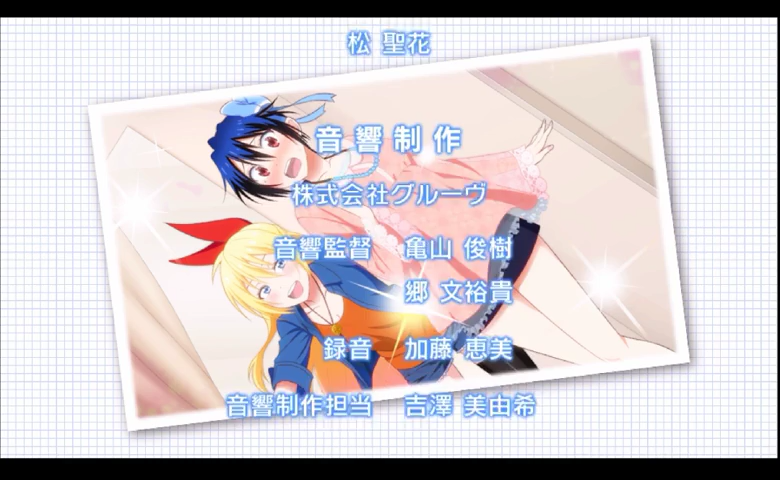 松 聖花
音響制作
株式会社グルーヴ
音響監督 亀山 俊樹
郷 文裕貴
録音 加藤 恵美
音響制作担当 吉澤 美由希